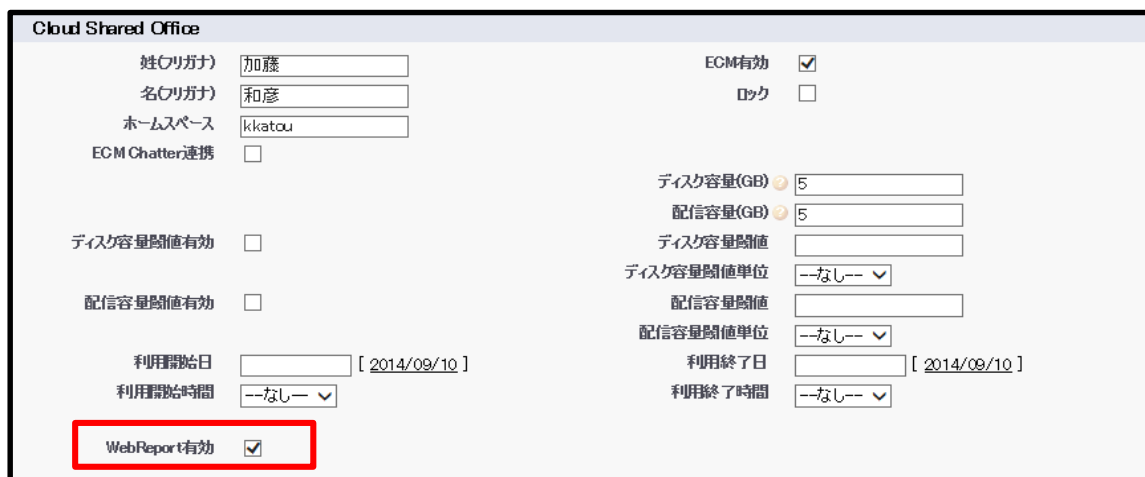 Cloud Shared Office
姓(フリガナ) 加藤 ECM有効
名(フリガナ) 和彦 ロック
ホームスペース kkatou
ECM Chatter連携
ディスク容量(GB) ? 5
配信容量(GB) ? 5
ディスク容量閾値有効 ディスク容量閾値
ディスク容量閾値単位 --なし--
配信容量閾値有効 配信容量閾値
配信容量閾値単位 --なし--
利用開始日 [ 2014/09/10 ] 利用終了日 [ 2014/09/10 ]
利用開始時間 --なし-- 利用終了時間 --なし--
WebReport有効